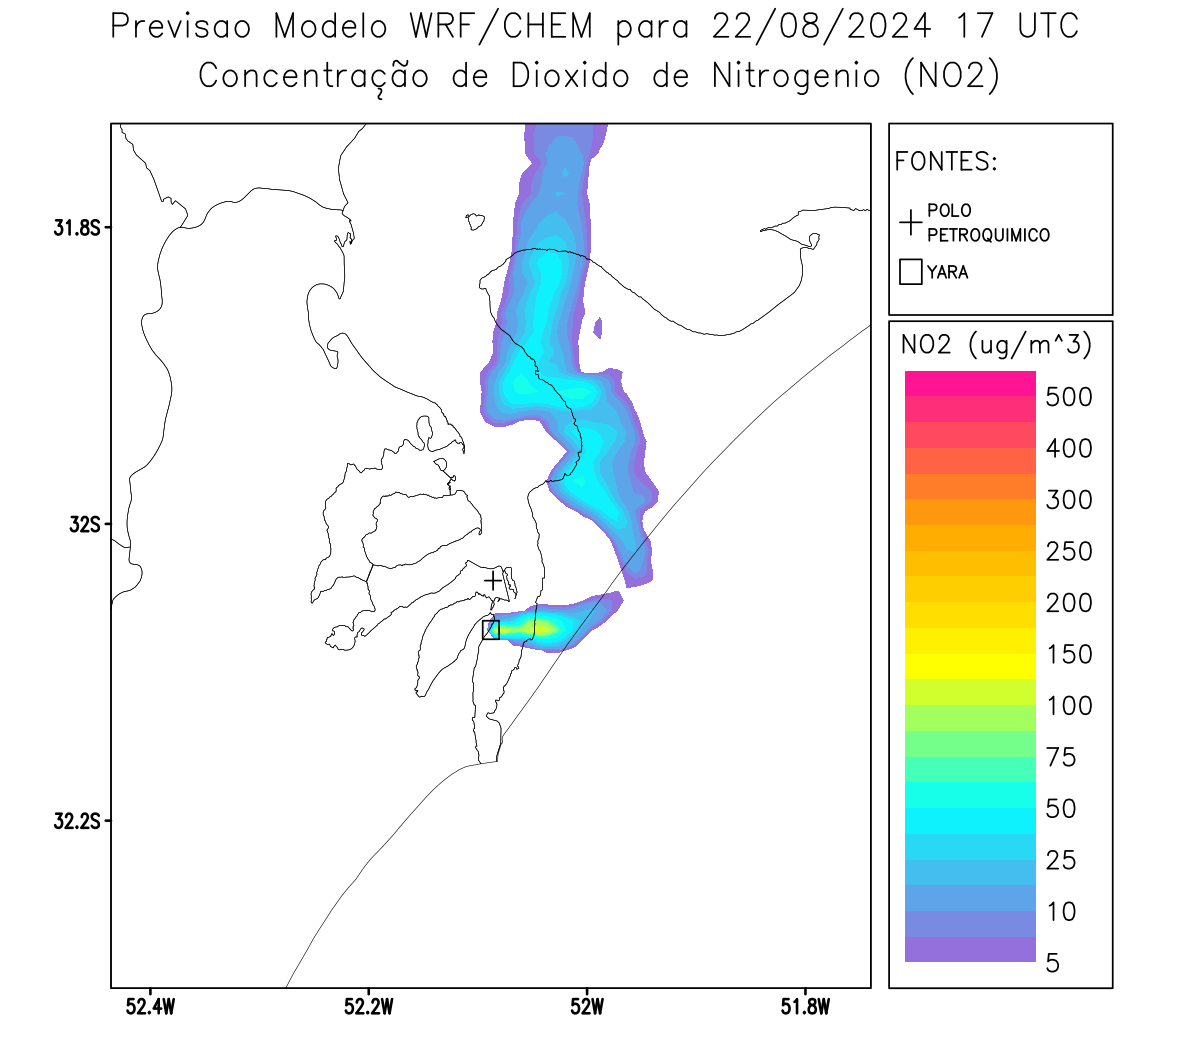 Previsao Modelo WRF/CHEM para 22/08/2024 17 UTC
Concentração de Dioxido de Nitrogenio (NO2)
FONTES:
POLO
PETROQUIMICO
YARA
NO2 (ug/m^3)
500
400
300
250
200
150
100
75
50
25
10
5
31.8S
32S
32.2S
52.4W
52.2W
52W
51.8W